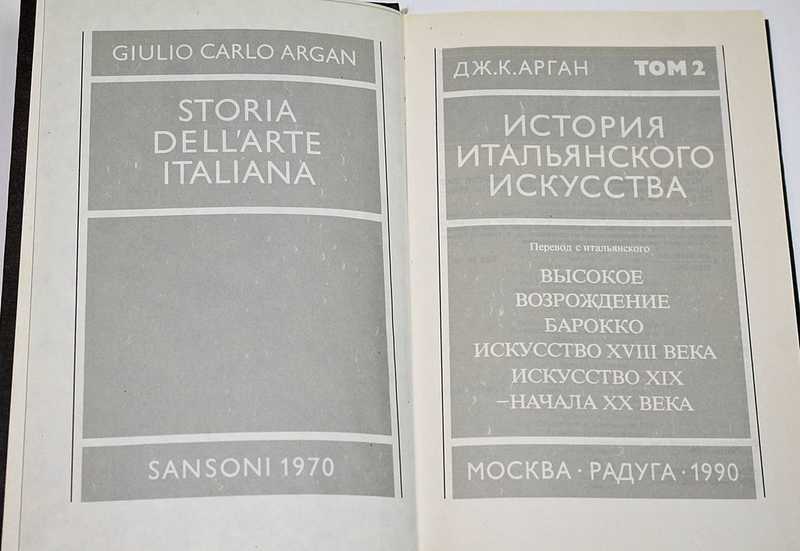 GIULIO CARLO ARGAN
STORIA
DELL'ARTE
ITALIANA
SANSONI 1970
ДЖ.К.АРГАН ТОМ 2
ИСТОРИЯ
ИТАЛЬЯНСКОГО
ИСКУССТВА
Перевод с итальянского
ВЫСОКОЕ
ВОЗРОЖДЕНИЕ
БАРОККО
ИСКУССТВО XVIII ВЕКА
ИСКУССТВО XIX
–НАЧАЛА XX ВЕКА
МОСКВА · РАДУГА · 1990